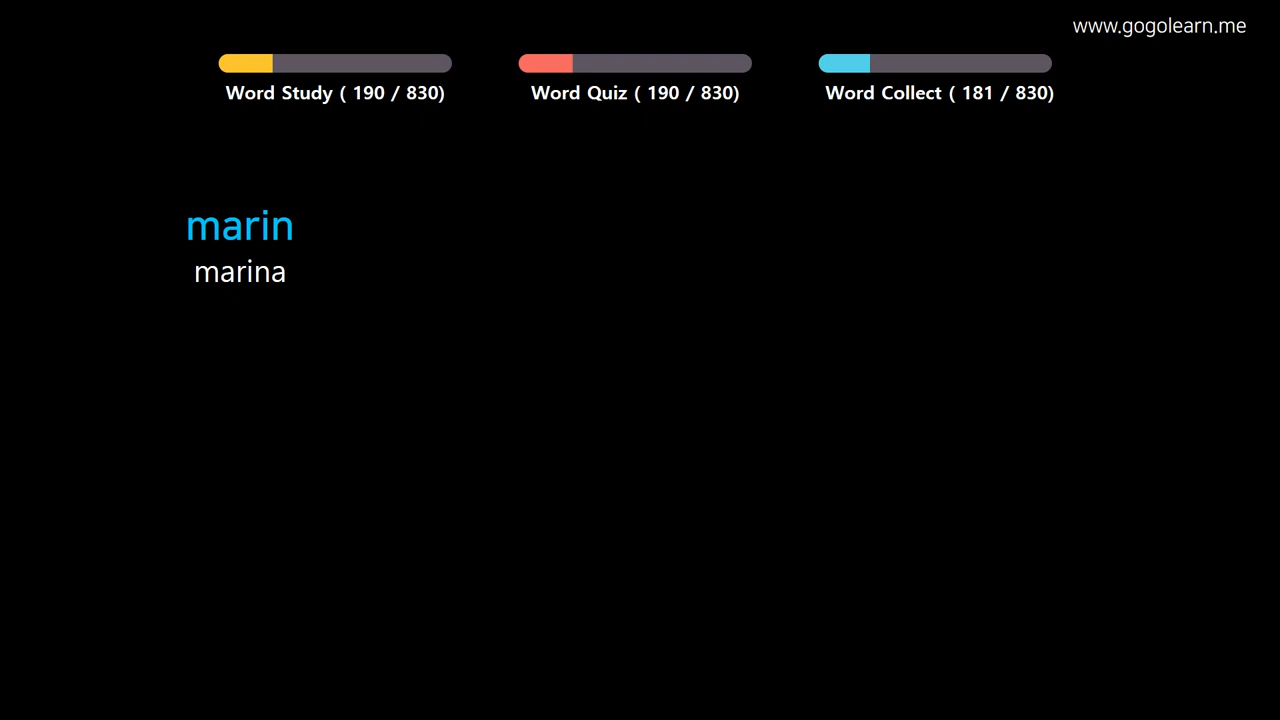 www.gogolearn.me
Word Study ( 190 / 830)
Word Quiz ( 190 / 830)
Word Collect ( 181 / 830)
marin
marina